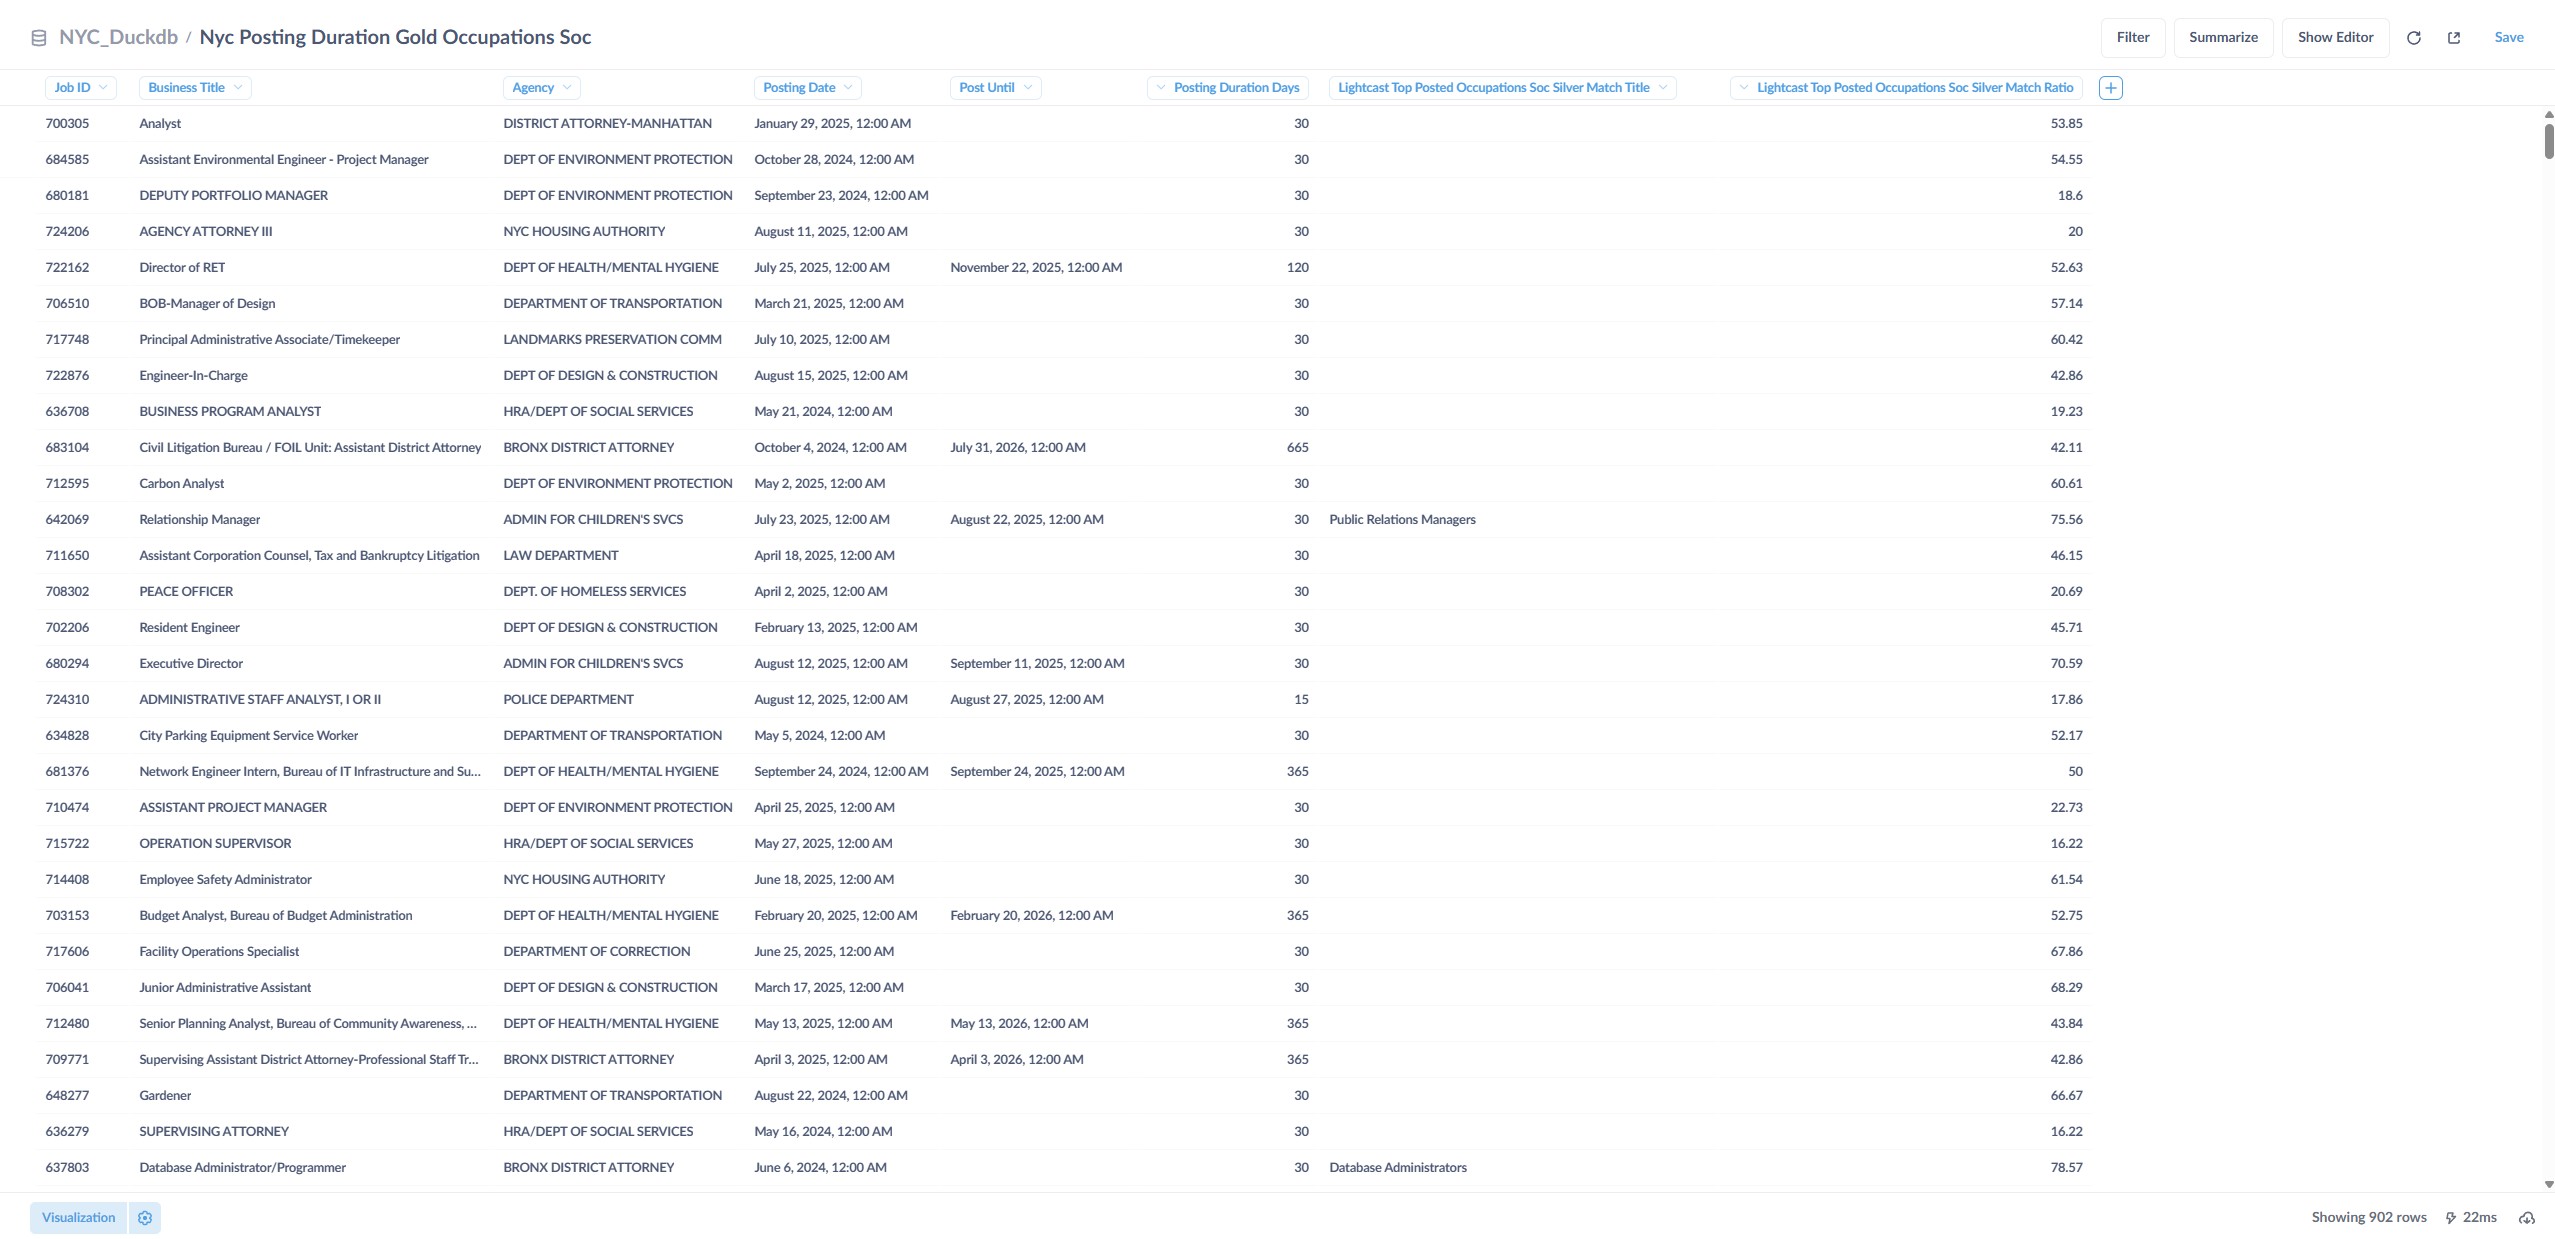 NYC_Duckdb / Nyc Posting Duration Gold Occupations Soc Filter Summarize Show Editor Save
Job ID Business Title Agency Posting Date Post Until Posting Duration Days Lightcast Top Posted Occupations Soc Silver Match Title Lightcast Top Posted Occupations Soc Silver Match Ratio
700305 Analyst DISTRICT ATTORNEY-MANHATTAN January 29, 2025, 12:00 AM 30 53.85
684585 Assistant Environmental Engineer - Project Manager DEPT OF ENVIRONMENT PROTECTION October 28, 2024, 12:00 AM 30 54.55
680181 DEPUTY PORTFOLIO MANAGER DEPT OF ENVIRONMENT PROTECTION September 23, 2024, 12:00 AM 30 18.6
724206 AGENCY ATTORNEY III NYC HOUSING AUTHORITY August 11, 2025, 12:00 AM 30 20
722162 Director of RET DEPT OF HEALTH/MENTAL HYGIENE July 25, 2025, 12:00 AM November 22, 2025, 12:00 AM 120 52.63
706510 BOB-Manager of Design DEPARTMENT OF TRANSPORTATION March 21, 2025, 12:00 AM 30 57.14
717748 Principal Administrative Associate/Timekeeper LANDMARKS PRESERVATION COMM July 10, 2025, 12:00 AM 30 60.42
722876 Engineer-In-Charge DEPT OF DESIGN & CONSTRUCTION August 15, 2025, 12:00 AM 30 42.86
636708 BUSINESS PROGRAM ANALYST HRA/DEPT OF SOCIAL SERVICES May 21, 2024, 12:00 AM 30 19.23
683104 Civil Litigation Bureau / FOIL Unit: Assistant District Attorney BRONX DISTRICT ATTORNEY October 4, 2024, 12:00 AM July 31, 2026, 12:00 AM 665 42.11
712595 Carbon Analyst DEPT OF ENVIRONMENT PROTECTION May 2, 2025, 12:00 AM 30 60.61
642069 Relationship Manager ADMIN FOR CHILDREN'S SVCS July 23, 2025, 12:00 AM August 22, 2025, 12:00 AM 30 Public Relations Managers 75.56
711650 Assistant Corporation Counsel, Tax and Bankruptcy Litigation LAW DEPARTMENT April 18, 2025, 12:00 AM 30 46.15
708302 PEACE OFFICER DEPT. OF HOMELESS SERVICES April 2, 2025, 12:00 AM 30 20.69
702206 Resident Engineer DEPT OF DESIGN & CONSTRUCTION February 13, 2025, 12:00 AM 30 45.71
680294 Executive Director ADMIN FOR CHILDREN'S SVCS August 12, 2025, 12:00 AM September 11, 2025, 12:00 AM 30 70.59
724310 ADMINISTRATIVE STAFF ANALYST, I OR II POLICE DEPARTMENT August 12, 2025, 12:00 AM August 27, 2025, 12:00 AM 15 17.86
634828 City Parking Equipment Service Worker DEPARTMENT OF TRANSPORTATION May 5, 2024, 12:00 AM 30 52.17
681376 Network Engineer Intern, Bureau of IT Infrastructure and Su... DEPT OF HEALTH/MENTAL HYGIENE September 24, 2024, 12:00 AM September 24, 2025, 12:00 AM 365 50
710474 ASSISTANT PROJECT MANAGER DEPT OF ENVIRONMENT PROTECTION April 25, 2025, 12:00 AM 30 22.73
715722 OPERATION SUPERVISOR HRA/DEPT OF SOCIAL SERVICES May 27, 2025, 12:00 AM 30 16.22
714408 Employee Safety Administrator NYC HOUSING AUTHORITY June 18, 2025, 12:00 AM 30 61.54
703153 Budget Analyst, Bureau of Budget Administration DEPT OF HEALTH/MENTAL HYGIENE February 20, 2025, 12:00 AM February 20, 2026, 12:00 AM 365 52.75
717606 Facility Operations Specialist DEPARTMENT OF CORRECTION June 25, 2025, 12:00 AM 30 67.86
706041 Junior Administrative Assistant DEPT OF DESIGN & CONSTRUCTION March 17, 2025, 12:00 AM 30 68.29
712480 Senior Planning Analyst, Bureau of Community Awareness, ... DEPT OF HEALTH/MENTAL HYGIENE May 13, 2025, 12:00 AM May 13, 2026, 12:00 AM 365 43.84
709771 Supervising Assistant District Attorney-Professional Staff Tr... BRONX DISTRICT ATTORNEY April 3, 2025, 12:00 AM April 3, 2026, 12:00 AM 365 42.86
648277 Gardener DEPARTMENT OF TRANSPORTATION August 22, 2024, 12:00 AM 30 66.67
636279 SUPERVISING ATTORNEY HRA/DEPT OF SOCIAL SERVICES May 16, 2024, 12:00 AM 30 16.22
637803 Database Administrator/Programmer BRONX DISTRICT ATTORNEY June 6, 2024, 12:00 AM 30 Database Administrators 78.57
Visualization Showing 902 rows 22ms